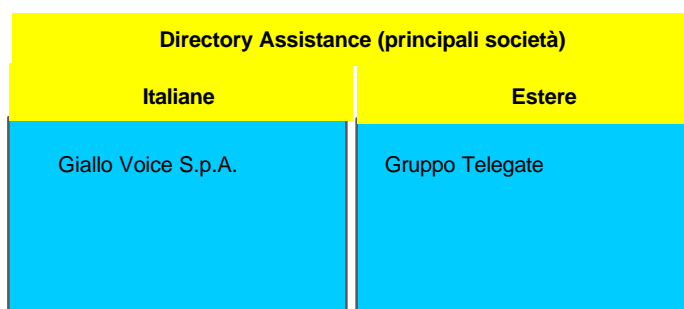 Directory Assistance (principali società)
Italiane
Estere
Giallo Voice S.p.A.
Gruppo Telegate